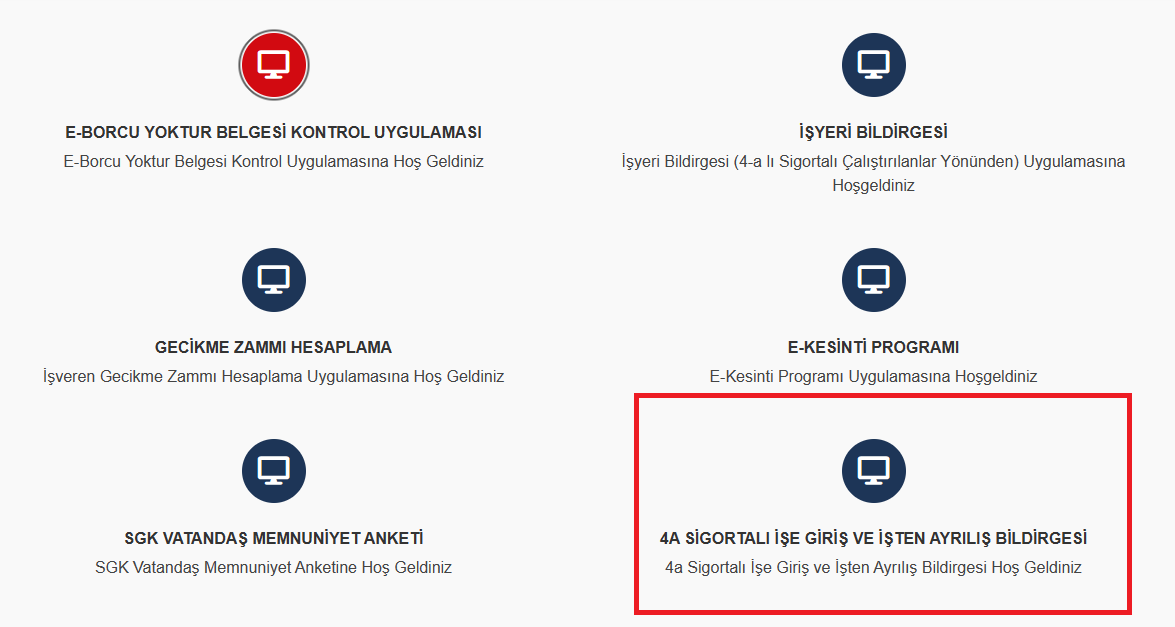 E-BORCU YOKTUR BELGESİ KONTROL UYGULAMASI
E-Borcu Yoktur Belgesi Kontrol Uygulamasına Hoş Geldiniz
İŞYERİ BİLDİRGESİ
İşyeri Bildirgesi (4-a lı Sigortalı Çalıştırılanlar Yönünden) Uygulamasına
Hoşgeldiniz
GECİKME ZAMMI HESAPLAMA
İşveren Gecikme Zammı Hesaplama Uygulamasına Hoş Geldiniz
E-KESİNTİ PROGRAMI
E-Kesinti Programı Uygulamasına Hoşgeldiniz
SGK VATANDAŞ MEMNUNİYET ANKETİ
SGK Vatandaş Memnuniyet Anketine Hoş Geldiniz
4A SİGORTALI İŞE GİRİŞ VE İŞTEN AYRILIŞ BİLDİRGESİ
4a Sigortalı İşe Giriş ve İşten Ayrılış Bildirgesi Hoş Geldiniz